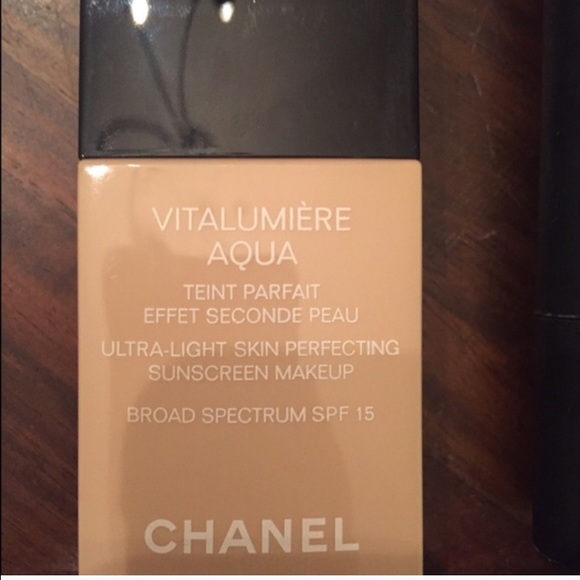 VITALUMIÈRE
AQUA
TEINT PARFAIT
EFFET SECONDE PEAU
ULTRA-LIGHT SKIN PERFECTING
SUNSCREEN MAKEUP
BROAD SPECTRUM SPF 15
CHANEL